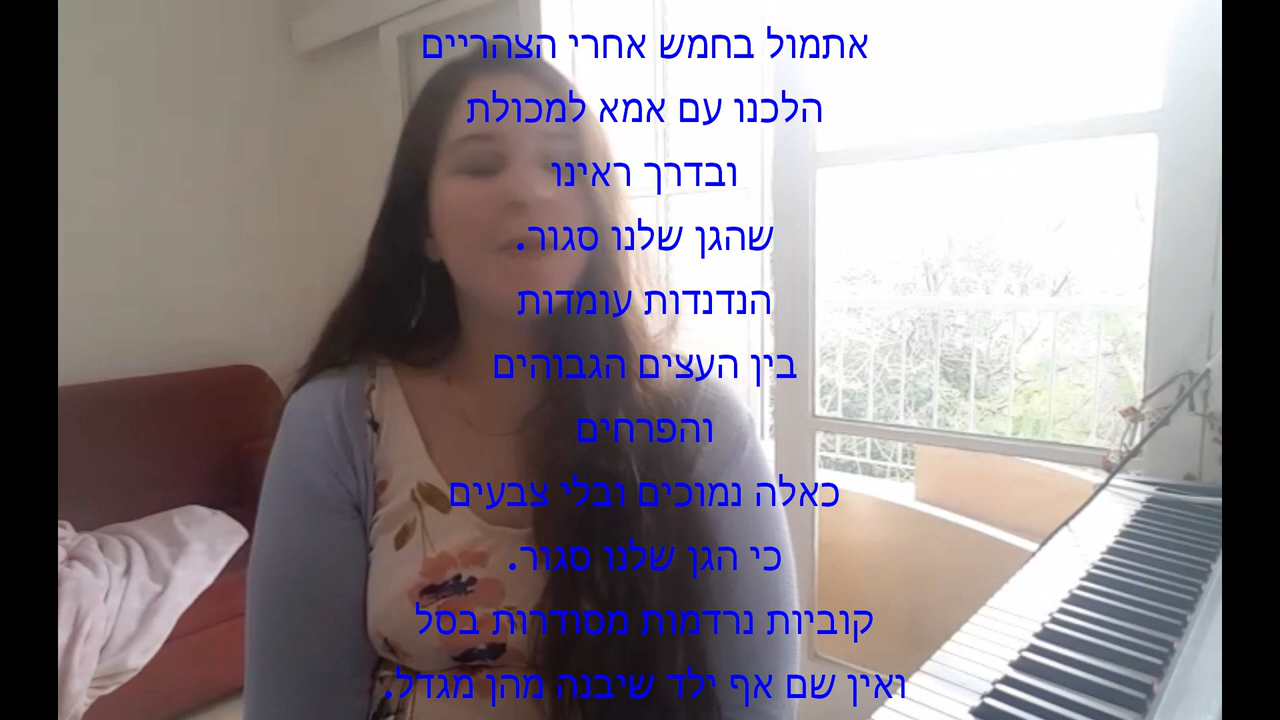 אתמול בחמש אחרי הצהריים
הלכנו עם אמא למכולת
ובדרך ראינו
שהגן שלנו סגור.
הנדנדות עומדות
בין העצים הגבוהים
והפרחים
כאלה נמוכים ובלי צבעים
כי הגן שלנו סגור.
קוביות נרדמות מסודרות בסל
ואין שם אף ילד שיבנה מהן מגדל.